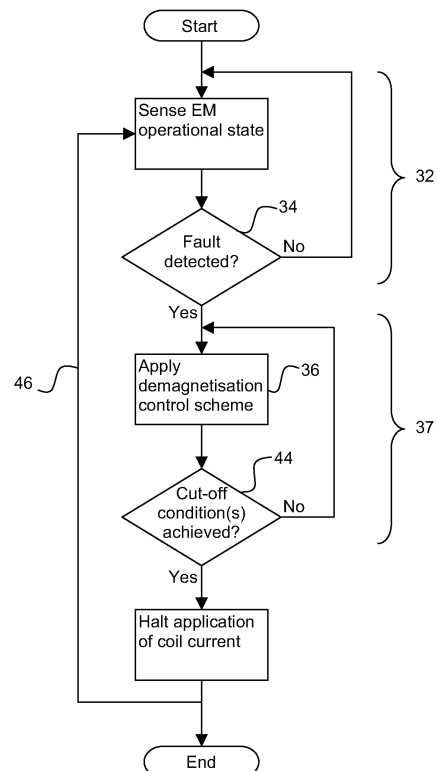 Start
Sense EM
operational state
32
34
Fault
detected?
No
Yes
Apply
demagnetisation
control scheme
36
46
37
44
Cut-off
condition(s)
achieved?
No
Yes
Halt application
of coil current
End